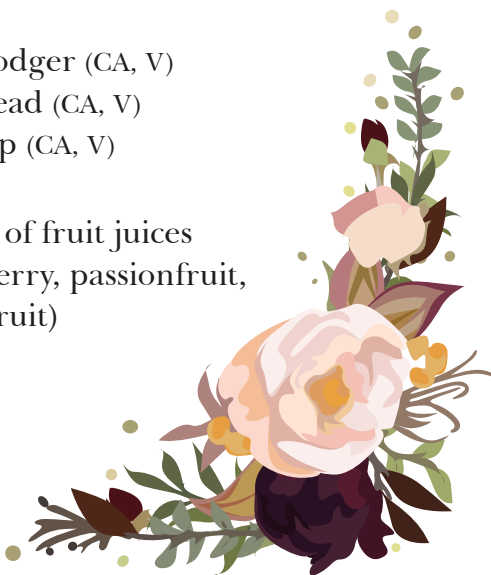 odger (CA, V)
ead (CA, V)
p (CA, V)
of fruit juices
erry, passionfruit,
ruit)